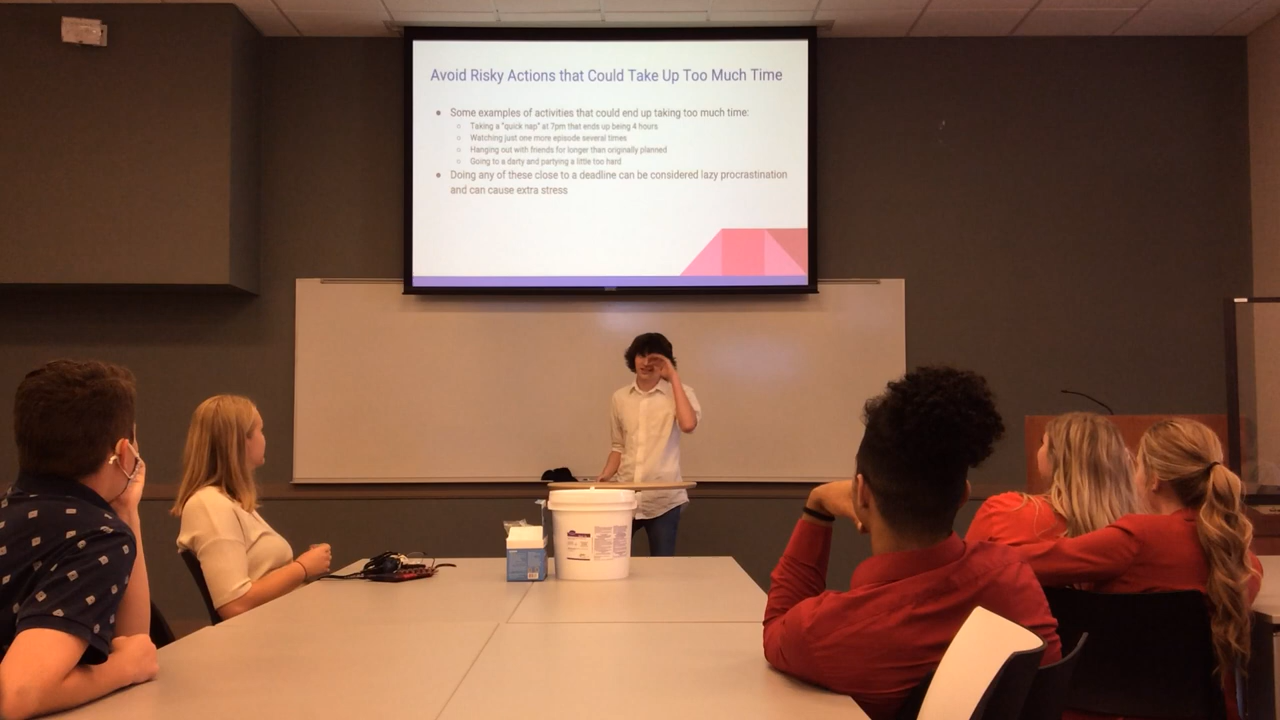 Avoid Risky Actions that Could Take Up Too Much Time
● Some examples of activities that could end up taking too much time:
○ Taking a "quick nap" at 7pm that ends up being 4 hours
○ Watching just one more episode several times
○ Hanging out with friends for longer than originally planned
○ Going to a darty and partying a little too hard
● Doing any of these close to a deadline can be considered lazy procrastination
and can cause extra stress